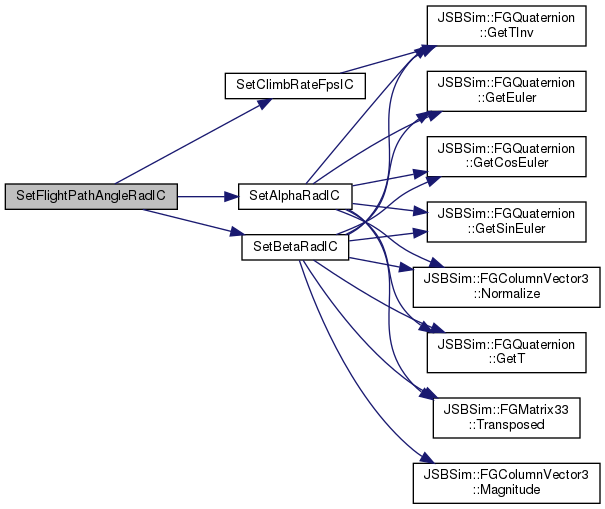 SetFlightPathAngleRadIC
SetClimbRateFpsIC
SetAlphaRadIC
SetBetaRadIC
JSBSim::FGQuaternion
::GetTInv
JSBSim::FGQuaternion
::GetEuler
JSBSim::FGQuaternion
::GetCosEuler
JSBSim::FGQuaternion
::GetSinEuler
JSBSim::FGColumnVector3
::Normalize
JSBSim::FGQuaternion
::GetT
JSBSim::FGMatrix33
::Transposed
JSBSim::FGColumnVector3
::Magnitude